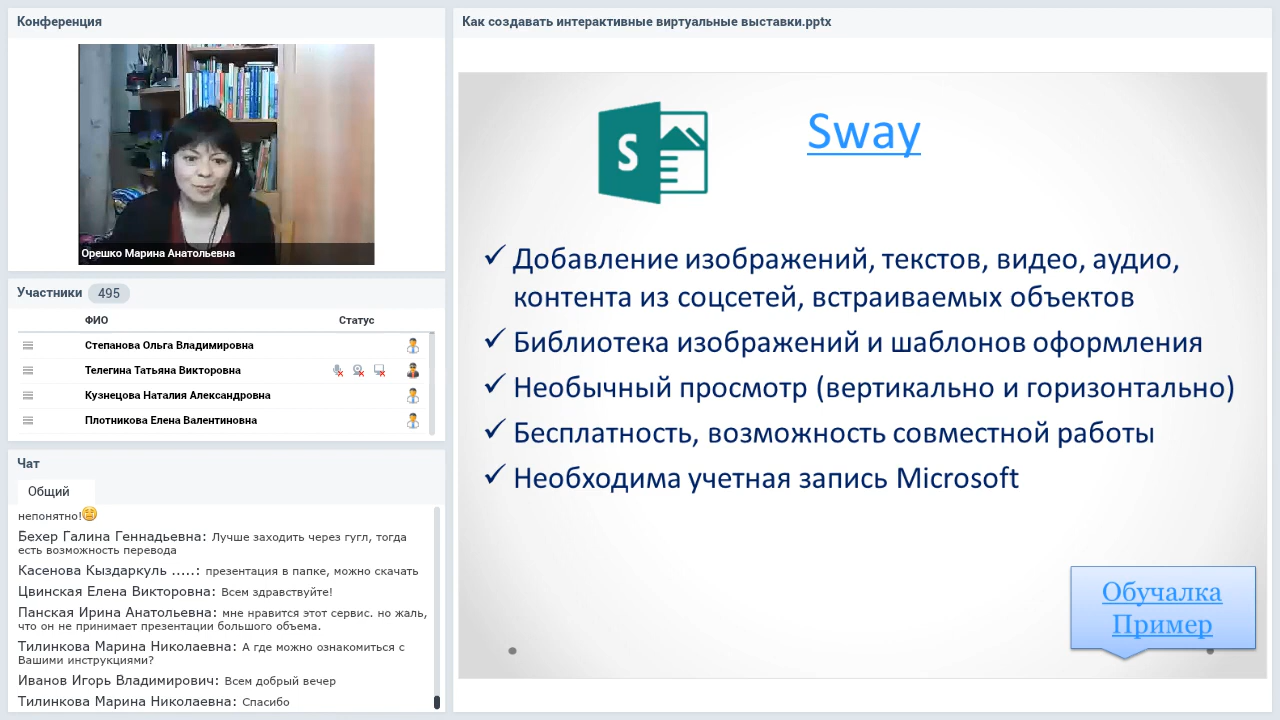 Конференция
Орешко Марина Анатольевна
Участники 495
ФИО Статус
Степанова Ольга Владимировна
Телегина Татьяна Викторовна
Кузнецова Наталия Александровна
Плотникова Елена Валентиновна
Чат
Общий
непонятно!
Бехер Галина Геннадьевна: Лучше заходить через гугл, тогда
есть возможность перевода
Касенова Кыздаркуль .....: презентация в папке, можно скачать
Цвинская Елена Викторовна: Всем здравствуйте!
Панская Ирина Анатольевна: мне нравится этот сервис. но жаль,
что он не принимает презентации большого объема.
Тилинкова Марина Николаевна: А где можно ознакомиться с
Вашими инструкциями?
Иванов Игорь Владимирович: Всем добрый вечер
Тилинкова Марина Николаевна: Спасибо
Как создавать интерактивные виртуальные выставки.pptx
S
Sway
Добавление изображений, текстов, видео, аудио,
контента из соцсетей, встраиваемых объектов
Библиотека изображений и шаблонов оформления
Необычный просмотр (вертикально и горизонтально)
Бесплатность, возможность совместной работы
Необходима учетная запись Microsoft
Обучалка
Пример